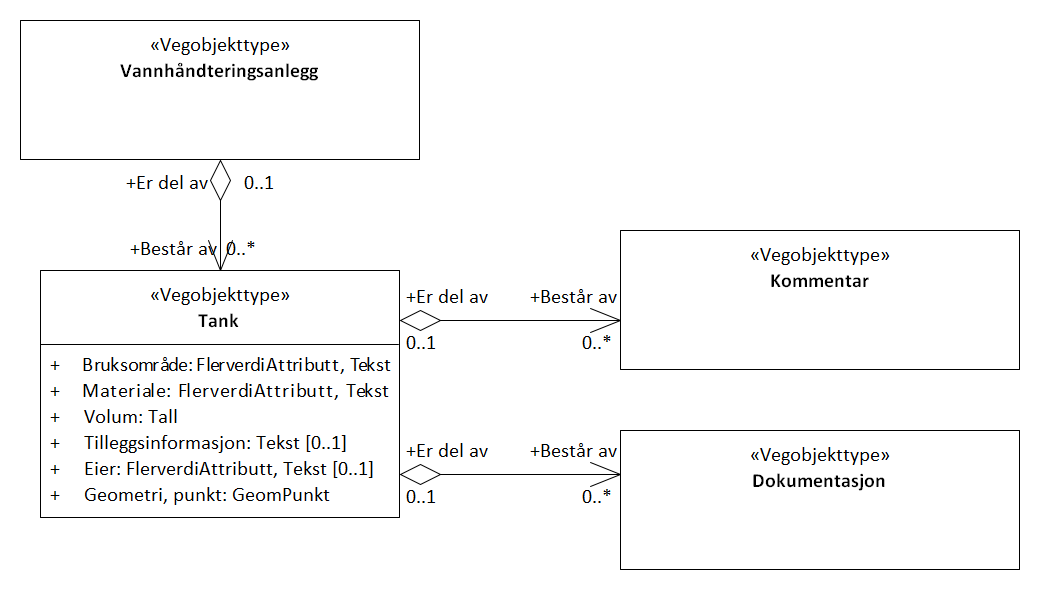 «Vegobjekttype»
Vannhåndteringsanlegg
+Er del av 0..1
+Består av 0..*
«Vegobjekttype»
Tank
+ Bruksområde: FlerverdiAttributt, Tekst
+ Materiale: FlerverdiAttributt, Tekst
+ Volum: Tall
+ Tilleggsinformasjon: Tekst [0..1]
+ Eier: FlerverdiAttributt, Tekst [0..1]
+ Geometri, punkt: GeomPunkt
+Er del av +Består av
0..1 0..*
«Vegobjekttype»
Kommentar
+Er del av +Består av
0..1 0..*
«Vegobjekttype»
Dokumentasjon